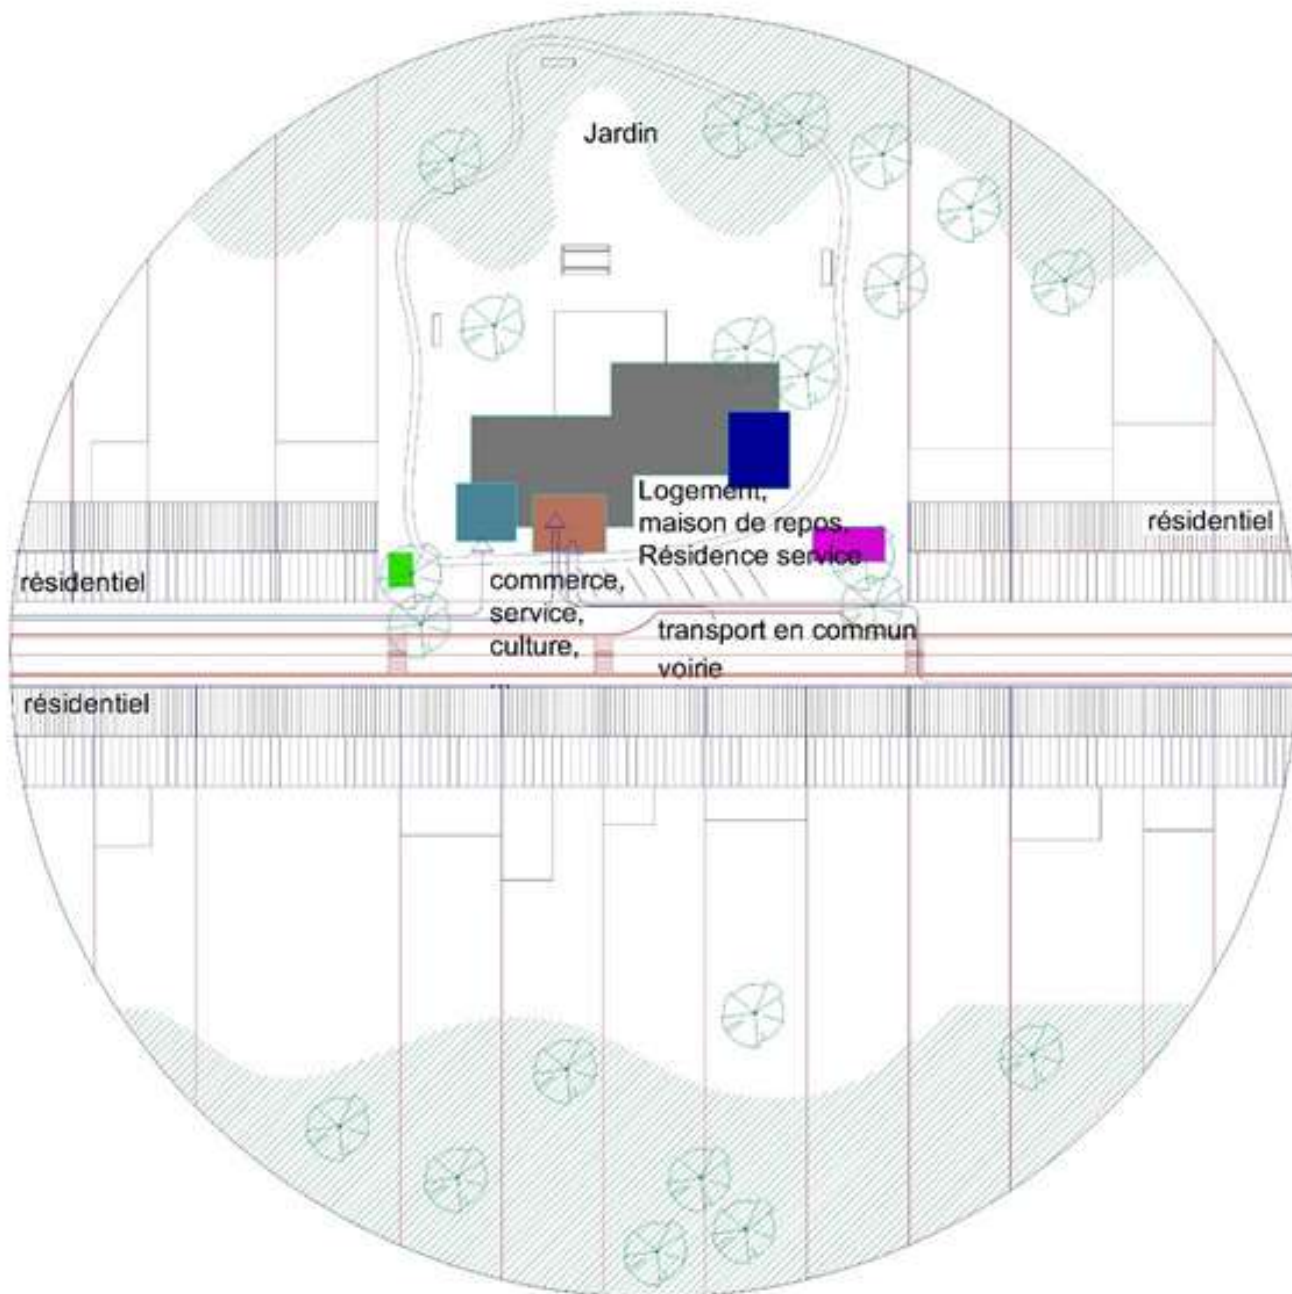 Jardin
Logement,
maison de repos,
Résidence service
résidentiel
résidentiel
commerce,
service,
culture,
transport en commun
voirie
résidentiel